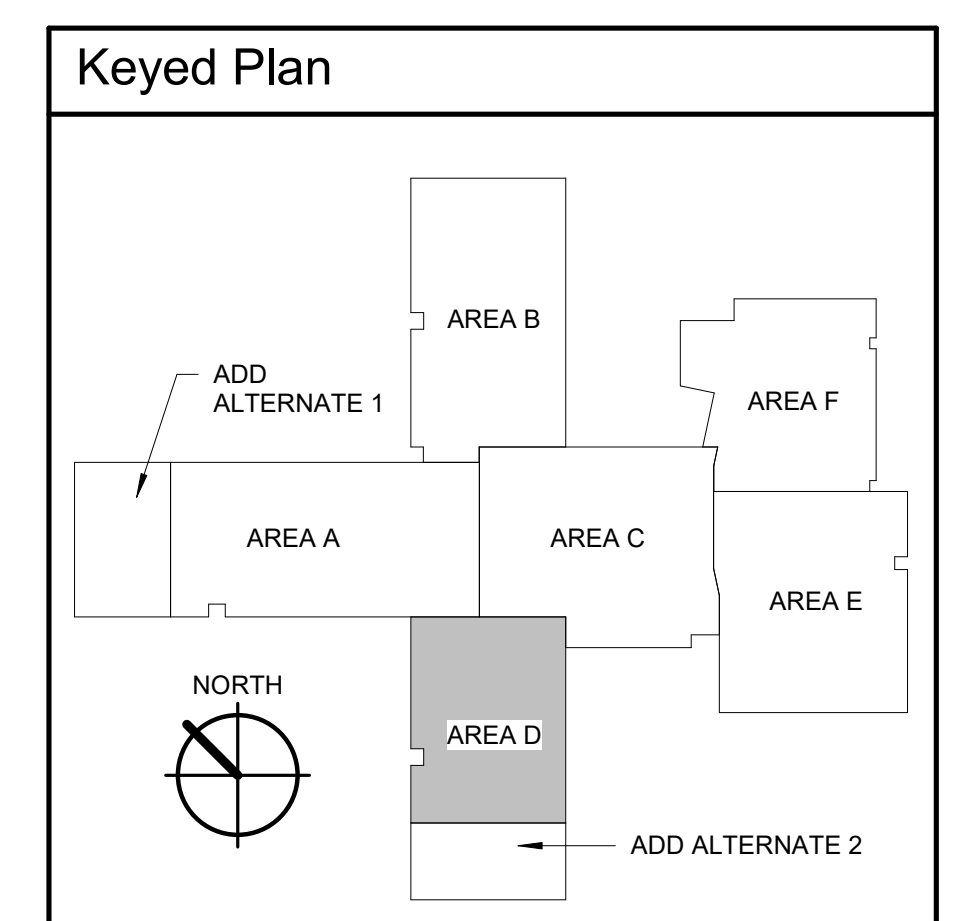 Keyed Plan
AREA B
ADD
ALTERNATE 1
AREA F
AREA A
AREA C
AREA E
NORTH
AREA D
ADD ALTERNATE 2